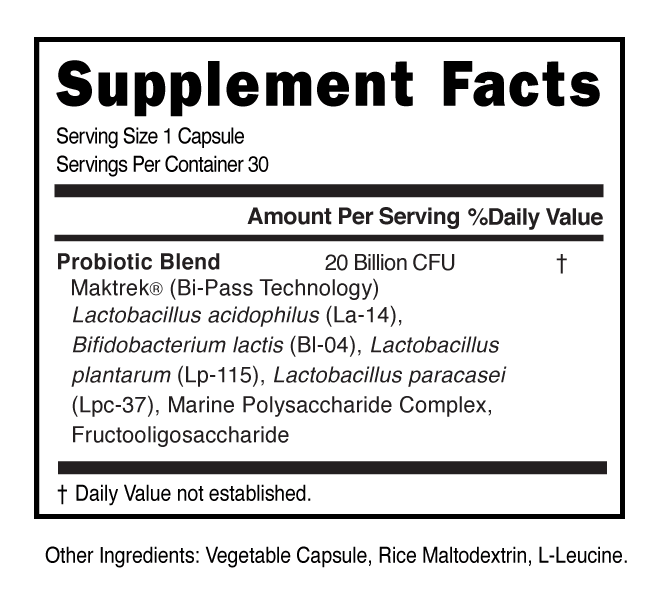 Supplement Facts
Serving Size 1 Capsule
Servings Per Container 30
Amount Per Serving %Daily Value
Probiotic Blend 20 Billion CFU †
Maktrek® (Bi-Pass Technology)
Lactobacillus acidophilus (La-14),
Bifidobacterium lactis (Bl-04), Lactobacillus
plantarum (Lp-115), Lactobacillus paracasei
(Lpc-37), Marine Polysaccharide Complex,
Fructooligosaccharide
† Daily Value not established.
Other Ingredients: Vegetable Capsule, Rice Maltodextrin, L-Leucine.